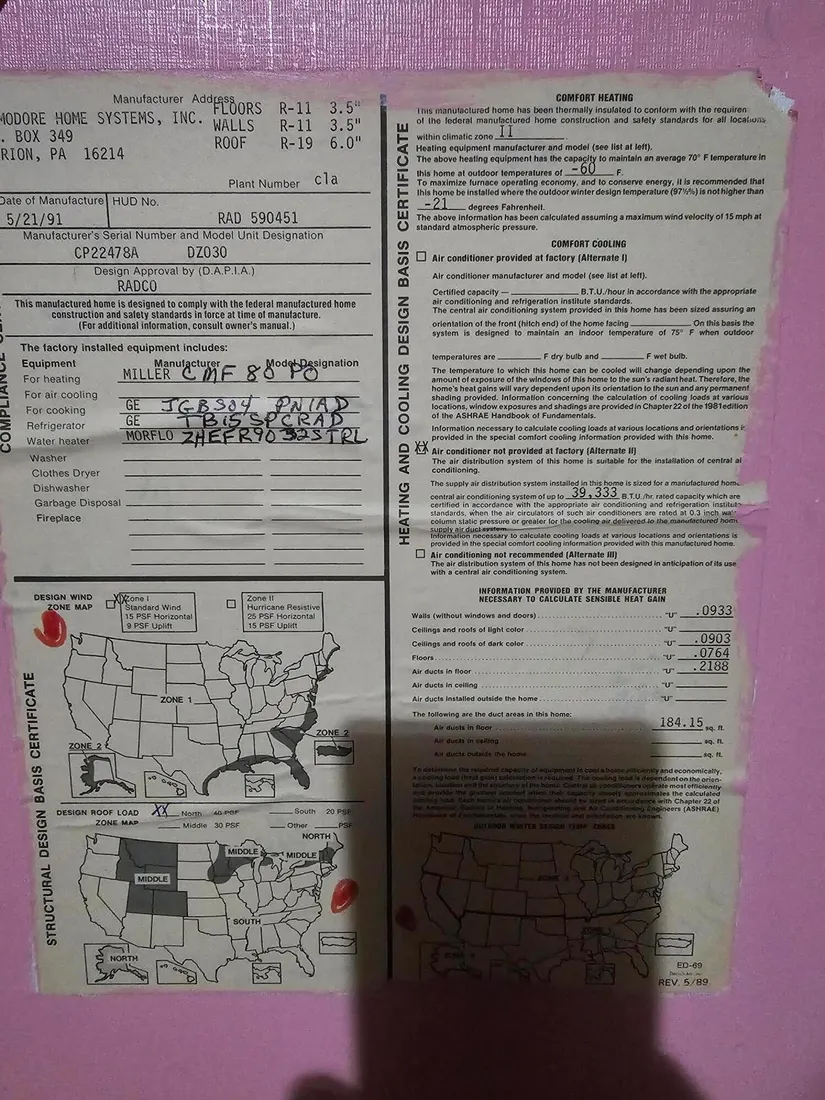 Manufacturer Address
MODORE HOME SYSTEMS, INC.
. BOX 349
RION, PA 16214
FLOORS R-11 3.5"
WALLS R-11 3.5"
ROOF R-19 6.0"
Plant Number c1a
Date of Manufacture HUD No.
5/21/91 RAD 590451
Manufacturer's Serial Number and Model Unit Designation
CP22478A DZ030
Design Approval by (D.A.P.I.A.)
RADCO
This manufactured home is designed to comply with the federal manufactured home
construction and safety standards in force at time of manufacture.
(For additional information, consult owner's manual.)
The factory installed equipment includes:
Equipment Manufacturer Model Designation
For heating MILLER CMF 80 PO
For air cooling
For cooking GE JGBS04 PN1AD
Refrigerator GE TB15SPCRAD
Water heater MORFLO
Washer
Clothes Dryer
Dishwasher
Garbage Disposal
Fireplace
DESIGN WIND
ZONE MAP
XX Zone I
Standard Wind
15 PSF Horizontal
9 PSF Uplift
Zone II
Hurricane Resistive
25 PSF Horizontal
15 PSF Uplift
ZONE 1
ZONE 2
ZONE 2
STRUCTURAL DESIGN BASIS CERTIFICATE
DESIGN ROOF LOAD
ZONE MAP
XX North 40 PSF South 20 PSF
Middle 30 PSF Other PSF
NORTH
MIDDLE
MIDDLE
MIDDLE
SOUTH
NORTH
HEATING AND COOLING DESIGN BASIS CERTIFICATE
COMFORT HEATING
This manufactured home has been thermally insulated to conform with the requiren
of the federal manufactured home construction and safety standards for all locations
within climatic zone II
Heating equipment manufacturer and model (see list at left).
The above heating equipment has the capacity to maintain an average 70° F temperature in
this home at outdoor temperatures of -60 F.
To maximize furnace operating economy, and to conserve energy, it is recommended that
this home be installed where the outdoor winter design temperature (97½%) is not higher than
-21 degrees Fahrenheit.
The above information has been calculated assuming a maximum wind velocity of 15 mph at
standard atmospheric pressure.
COMFORT COOLING
Air conditioner provided at factory (Alternate I)
Air conditioner manufacturer and model (see list at left).
Certified capacity — B.T.U./hour in accordance with the appropriate
air conditioning and refrigeration institute standards.
The central air conditioning system provided in this home has been sized assuring an
orientation of the front (hitch end) of the home facing On this basis the
system is designed to maintain an indoor temperature of 75° F when outdoor
temperatures are F dry bulb and F wet bulb.
The temperature to which this home can be cooled will change depending upon the
amount of exposure of the windows of this home to the sun's radiant heat. Therefore, the
home's heat gains will vary dependent upon its orientation to the sun and any permanent
shading provided. Information concerning the calculation of cooling loads at various
locations, window exposures and shadings are provided in Chapter 22 of the 1981 edition
of the ASHRAE Handbook of Fundamentals.
Information necessary to calculate cooling loads at various locations and orientations is
provided in the special comfort cooling information provided with this home.
XX Air conditioner not provided at factory (Alternate II)
The air distribution system of this home is suitable for the installation of central ai
conditioning.
The supply air distribution system installed in this home is sized for a manufactured home
central air conditioning system of up to 39,333 B.T.U./hr. rated capacity which are
certified in accordance with the appropriate air conditioning and refrigeration institute
standards, when the air circulators of such air conditioners are rated at 0.3 inch wat
column static pressure or greater for the cooling air delivered to the manufactured home
supply air duct system.
Information necessary to calculate cooling loads at various locations and orientations is
provided in the special comfort cooling information provided with this manufactured home.
Air conditioning not recommended (Alternate III)
The air distribution system of this home has not been designed in anticipation of its use
with a central air conditioning system.
INFORMATION PROVIDED BY THE MANUFACTURER
NECESSARY TO CALCULATE SENSIBLE HEAT GAIN
Walls (without windows and doors) "U" .0933
Ceilings and roofs of light color "U"
Ceilings and roofs of dark color "U" .0903
Floors "U" .0764
Air ducts in floor "U" .2188
Air ducts in ceiling "U"
Air ducts installed outside the home "U"
The following are the duct areas in this home:
Air ducts in floor 184.15 sq. ft.
Air ducts in ceiling sq. ft.
Air ducts outside the home sq. ft.
OUTDOOR WINTER DESIGN TEMP. ZONES
ED-69
REV. 5/89